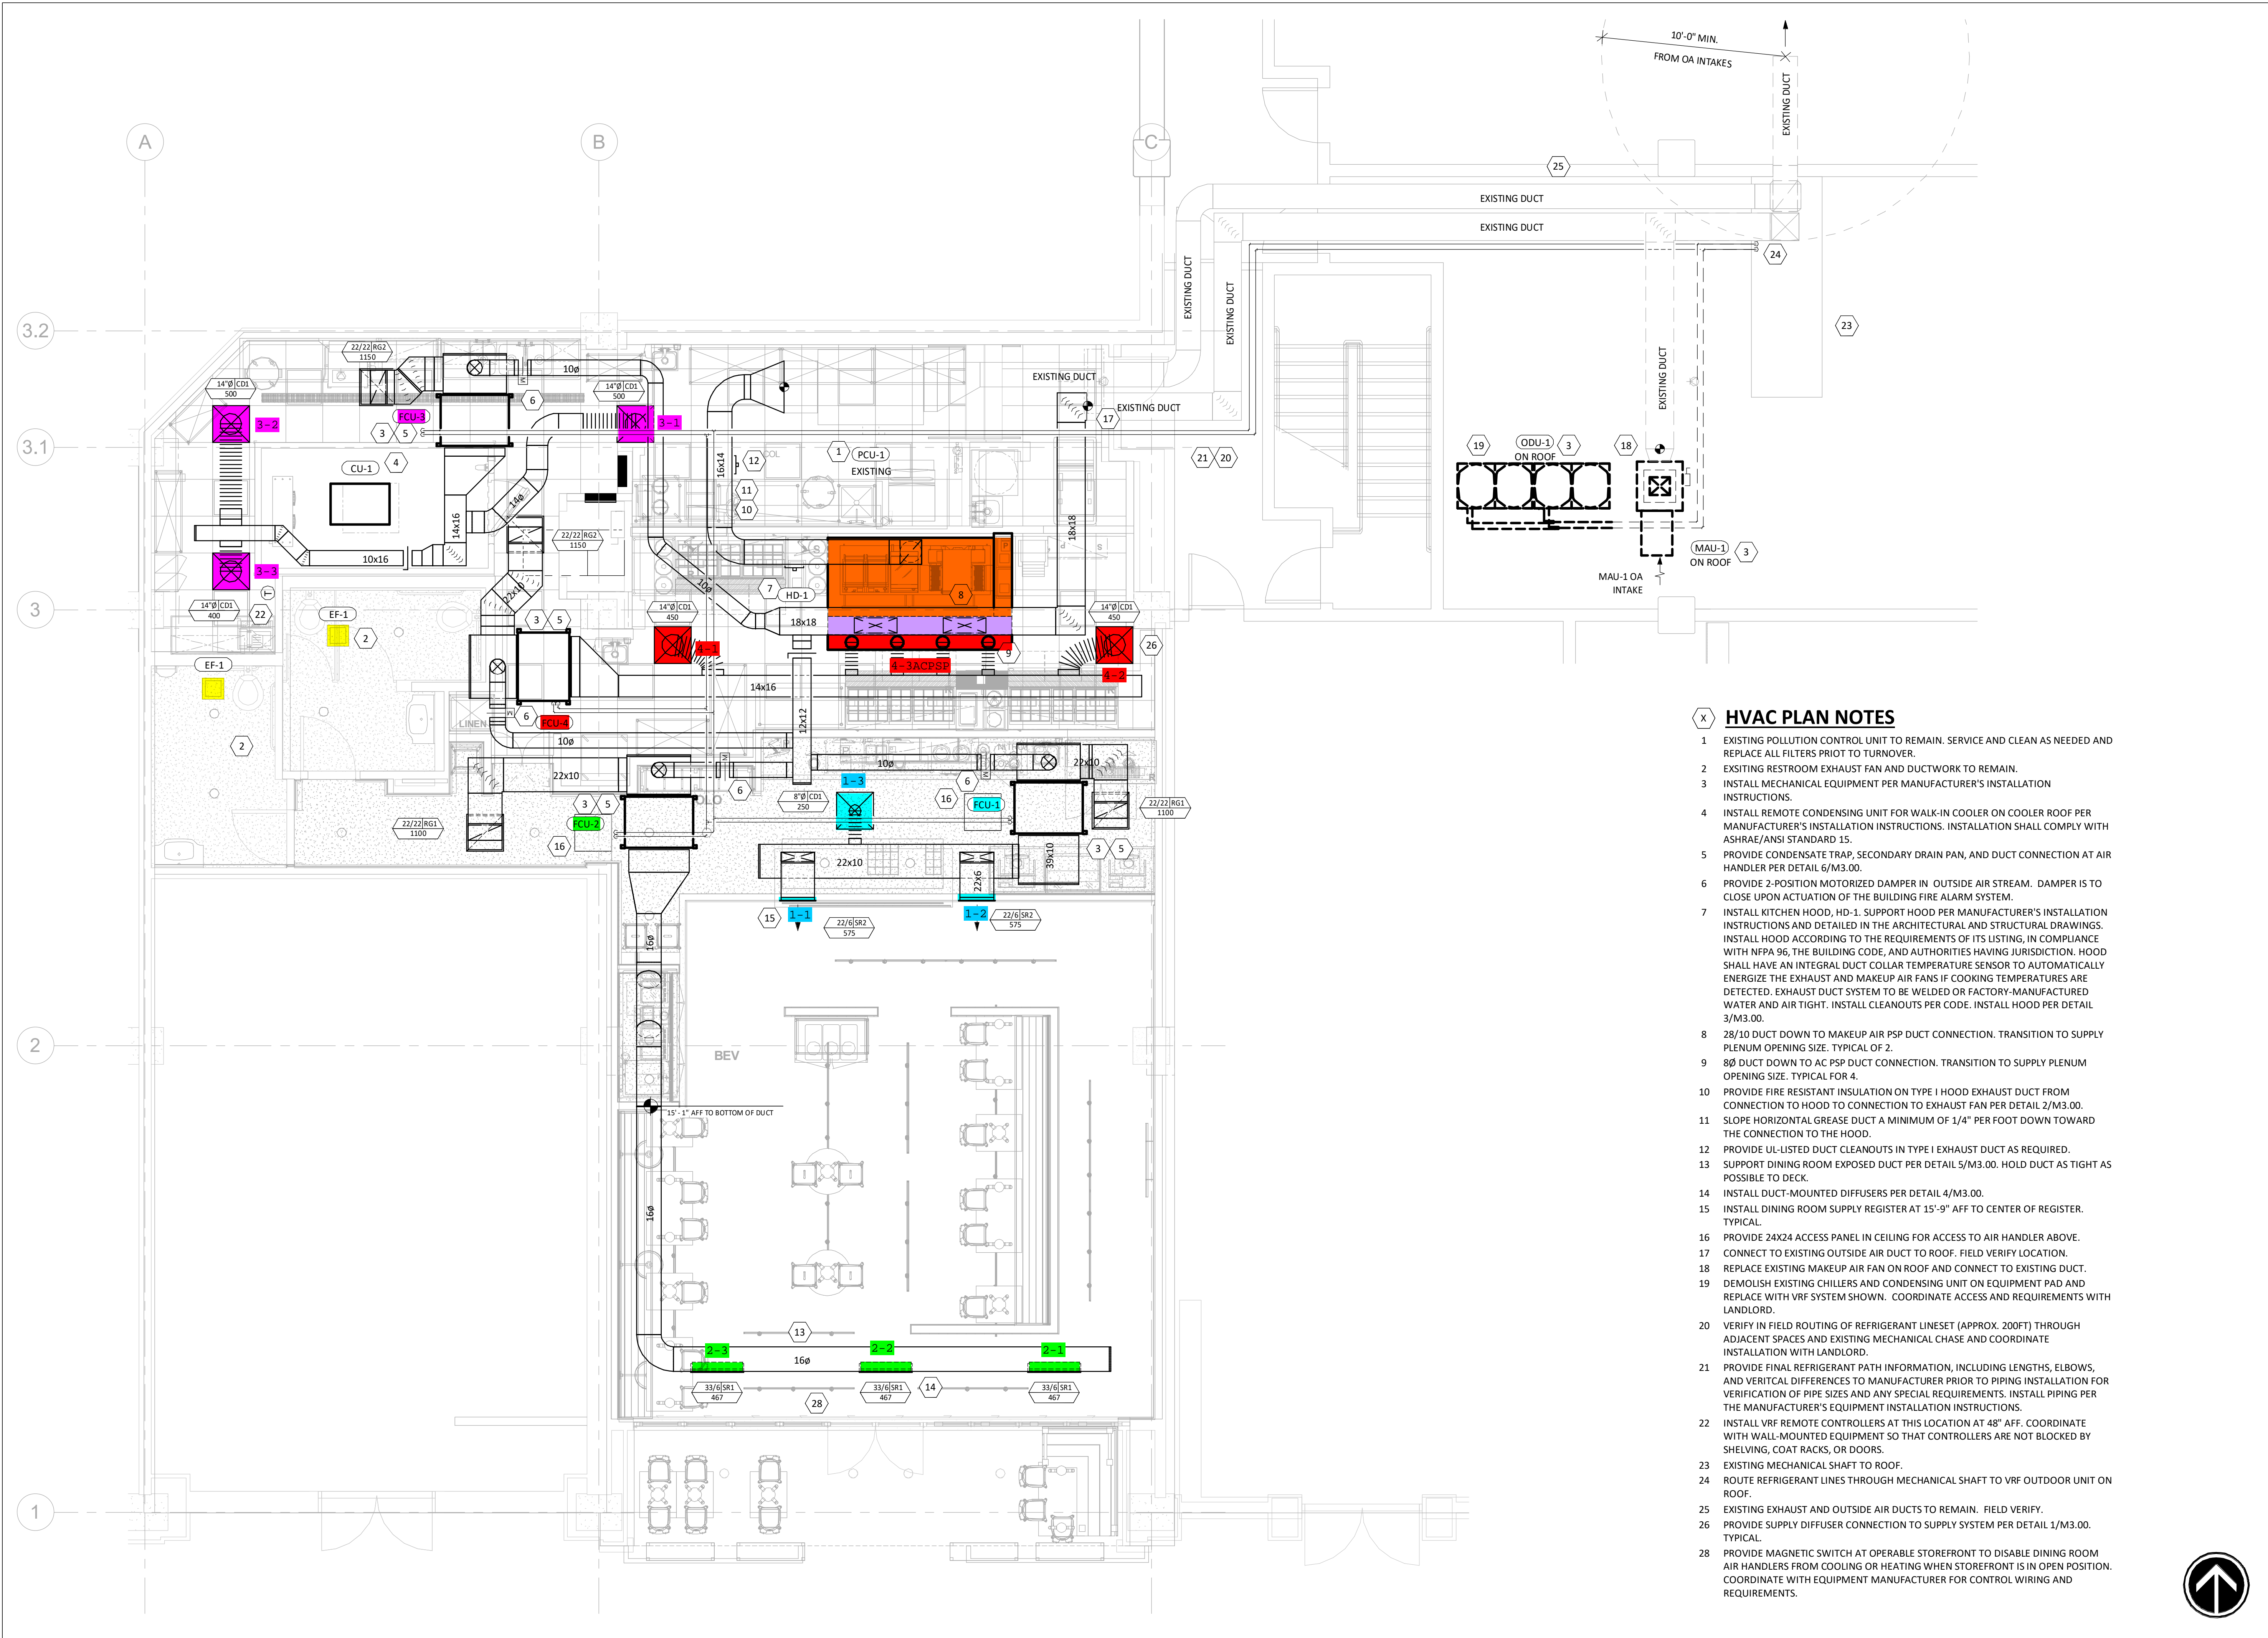 10'-0" MIN.
FROM OA INTAKES
EXISTING DUCT
A
B
C
25
EXISTING DUCT
EXISTING DUCT
24
EXISTING DUCT
EXISTING DUCT
3.2
23
22/22 RG2
1150
10ø
M
EXISTING DUCT
EXISTING DUCT
14"Ø CD1
500
14"Ø CD1
500
6
EXISTING DUCT
17
FCU-3
3-2
3-1
3
5
3.1
19
ODU-1
3
18
ON ROOF
CU-1
4
16x14
12
COL
1
PCU-1
EXISTING
21
20
11
10
14ø
14x16
22/22 RG2
1150
18x18
S
P
S
P
10x16
MAU-1
3
ON ROOF
3-3
T
22x10
10ø
7
HD-1
8
MAU-1 OA
INTAKE
14"Ø CD1
400
22
EF-1
2
3
3
5
14"Ø CD1
450
18x18
14"Ø CD1
450
26
EF-1
4-1
9
4-3ACPSP
4-2
14x16
LINEN
M
6
FCU-4
12x12
2
10ø
P
10ø
22x10
R
22x10
M
M
6
1-3
6
OLO
8"Ø CD1
250
16
FCU-1
22/22 RG1
1100
3
5
FCU-2
22/22 RG1
1100
16
3
5
22x10
39x10
22x6
15
1-1
1-2
22/6 SR2
575
22/6 SR2
575
16ø
2
BEV
15' - 1" AFF TO BOTTOM OF DUCT
16ø
13
2-3
2-2
2-1
16ø
33/6 SR1
467
33/6 SR1
467
14
33/6 SR1
467
28
1
X HVAC PLAN NOTES
1 EXISTING POLLUTION CONTROL UNIT TO REMAIN. SERVICE AND CLEAN AS NEEDED AND
REPLACE ALL FILTERS PRIOT TO TURNOVER.
2 EXSITING RESTROOM EXHAUST FAN AND DUCTWORK TO REMAIN.
3 INSTALL MECHANICAL EQUIPMENT PER MANUFACTURER'S INSTALLATION
INSTRUCTIONS.
4 INSTALL REMOTE CONDENSING UNIT FOR WALK-IN COOLER ON COOLER ROOF PER
MANUFACTURER'S INSTALLATION INSTRUCTIONS. INSTALLATION SHALL COMPLY WITH
ASHRAE/ANSI STANDARD 15.
5 PROVIDE CONDENSATE TRAP, SECONDARY DRAIN PAN, AND DUCT CONNECTION AT AIR
HANDLER PER DETAIL 6/M3.00.
6 PROVIDE 2-POSITION MOTORIZED DAMPER IN OUTSIDE AIR STREAM. DAMPER IS TO
CLOSE UPON ACTUATION OF THE BUILDING FIRE ALARM SYSTEM.
7 INSTALL KITCHEN HOOD, HD-1. SUPPORT HOOD PER MANUFACTURER'S INSTALLATION
INSTRUCTIONS AND DETAILED IN THE ARCHITECTURAL AND STRUCTURAL DRAWINGS.
INSTALL HOOD ACCORDING TO THE REQUIREMENTS OF ITS LISTING, IN COMPLIANCE
WITH NFPA 96, THE BUILDING CODE, AND AUTHORITIES HAVING JURISDICTION. HOOD
SHALL HAVE AN INTEGRAL DUCT COLLAR TEMPERATURE SENSOR TO AUTOMATICALLY
ENERGIZE THE EXHAUST AND MAKEUP AIR FANS IF COOKING TEMPERATURES ARE
DETECTED. EXHAUST DUCT SYSTEM TO BE WELDED OR FACTORY-MANUFACTURED
WATER AND AIR TIGHT. INSTALL CLEANOUTS PER CODE. INSTALL HOOD PER DETAIL
3/M3.00.
8 28/10 DUCT DOWN TO MAKEUP AIR PSP DUCT CONNECTION. TRANSITION TO SUPPLY
PLENUM OPENING SIZE. TYPICAL OF 2.
9 8Ø DUCT DOWN TO AC PSP DUCT CONNECTION. TRANSITION TO SUPPLY PLENUM
OPENING SIZE. TYPICAL FOR 4.
10 PROVIDE FIRE RESISTANT INSULATION ON TYPE I HOOD EXHAUST DUCT FROM
CONNECTION TO HOOD TO CONNECTION TO EXHAUST FAN PER DETAIL 2/M3.00.
11 SLOPE HORIZONTAL GREASE DUCT A MINIMUM OF 1/4" PER FOOT DOWN TOWARD
THE CONNECTION TO THE HOOD.
12 PROVIDE UL-LISTED DUCT CLEANOUTS IN TYPE I EXHAUST DUCT AS REQUIRED.
13 SUPPORT DINING ROOM EXPOSED DUCT PER DETAIL 5/M3.00. HOLD DUCT AS TIGHT AS
POSSIBLE TO DECK.
14 INSTALL DUCT-MOUNTED DIFFUSERS PER DETAIL 4/M3.00.
15 INSTALL DINING ROOM SUPPLY REGISTER AT 15'-9" AFF TO CENTER OF REGISTER.
TYPICAL.
16 PROVIDE 24X24 ACCESS PANEL IN CEILING FOR ACCESS TO AIR HANDLER ABOVE.
17 CONNECT TO EXISTING OUTSIDE AIR DUCT TO ROOF. FIELD VERIFY LOCATION.
18 REPLACE EXISTING MAKEUP AIR FAN ON ROOF AND CONNECT TO EXISTING DUCT.
19 DEMOLISH EXISTING CHILLERS AND CONDENSING UNIT ON EQUIPMENT PAD AND
REPLACE WITH VRF SYSTEM SHOWN. COORDINATE ACCESS AND REQUIREMENTS WITH
LANDLORD.
20 VERIFY IN FIELD ROUTING OF REFRIGERANT LINESET (APPROX. 200FT) THROUGH
ADJACENT SPACES AND EXISTING MECHANICAL CHASE AND COORDINATE
INSTALLATION WITH LANDLORD.
21 PROVIDE FINAL REFRIGERANT PATH INFORMATION, INCLUDING LENGTHS, ELBOWS,
AND VERITCAL DIFFERENCES TO MANUFACTURER PRIOR TO PIPING INSTALLATION FOR
VERIFICATION OF PIPE SIZES AND ANY SPECIAL REQUIREMENTS. INSTALL PIPING PER
THE MANUFACTURER'S EQUIPMENT INSTALLATION INSTRUCTIONS.
22 INSTALL VRF REMOTE CONTROLLERS AT THIS LOCATION AT 48" AFF. COORDINATE
WITH WALL-MOUNTED EQUIPMENT SO THAT CONTROLLERS ARE NOT BLOCKED BY
SHELVING, COAT RACKS, OR DOORS.
23 EXISTING MECHANICAL SHAFT TO ROOF.
24 ROUTE REFRIGERANT LINES THROUGH MECHANICAL SHAFT TO VRF OUTDOOR UNIT ON
ROOF.
25 EXISTING EXHAUST AND OUTSIDE AIR DUCTS TO REMAIN. FIELD VERIFY.
26 PROVIDE SUPPLY DIFFUSER CONNECTION TO SUPPLY SYSTEM PER DETAIL 1/M3.00.
TYPICAL.
28 PROVIDE MAGNETIC SWITCH AT OPERABLE STOREFRONT TO DISABLE DINING ROOM
AIR HANDLERS FROM COOLING OR HEATING WHEN STOREFRONT IS IN OPEN POSITION.
COORDINATE WITH EQUIPMENT MANUFACTURER FOR CONTROL WIRING AND
REQUIREMENTS.